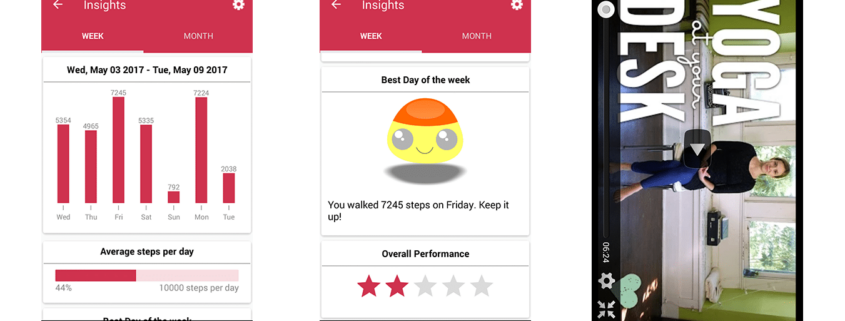 Insights
WEEK MONTH
Wed, May 03 2017 - Tue, May 09 2017
7245 7224
5354 4965 5335
2038
792
Wed Thu Fri Sat Sun Mon Tue
Average steps per day
44% 10000 steps per day
Best Day of the week
Insights
WEEK MONTH
Best Day of the week
You walked 7245 steps on Friday. Keep it
up!
Overall Performance
YOGA
at your
DESK
06:24